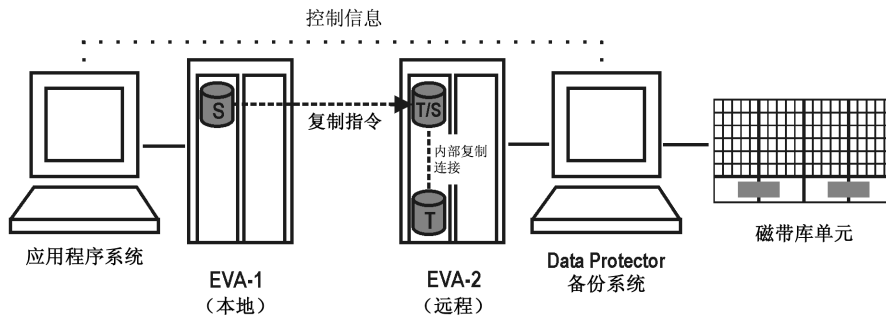 控制信息
S
T/S
复制指令
内部复制
连接
T
应用程序系统
EVA-1
（本地）
EVA-2
（远程）
Data Protector
备份系统
磁带库单元